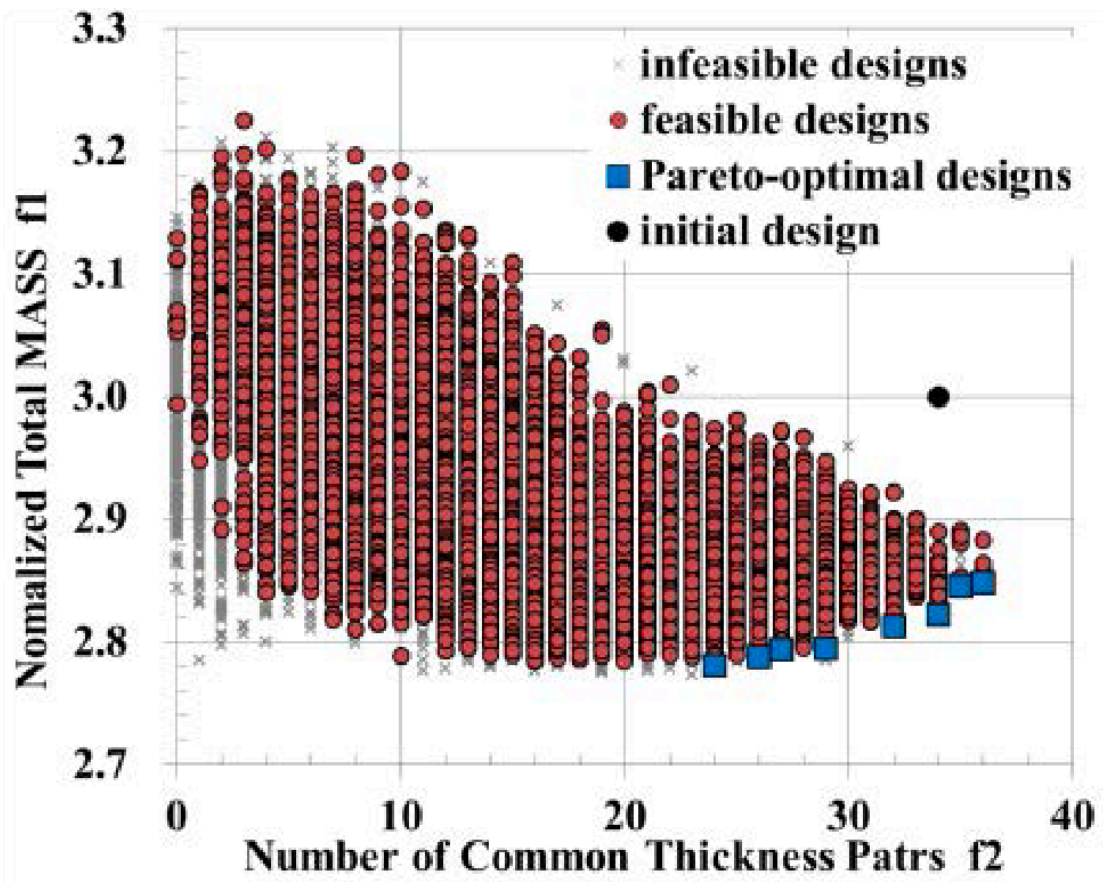 3.3
3.2
3.1
3.0
2.9
2.8
2.7
Nomalized Total MASS f1
infeasible designs
feasible designs
Pareto-optimal designs
initial design
0 10 20 30 40
Number of Common Thickness Patrs f2